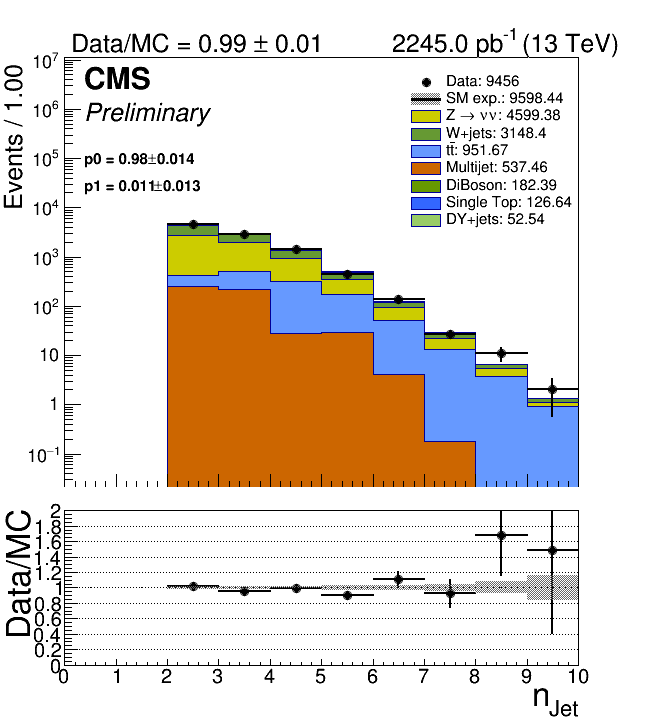 Data/MC = 0.99 ± 0.01 2245.0 pb⁻¹ (13 TeV)
CMS
Preliminary
p0 = 0.98±0.014
p1 = 0.011±0.013
Data: 9456
SM exp.: 9598.44
Z → νν: 4599.38
W+jets: 3148.4
tt̄: 951.67
Multijet: 537.46
DiBoson: 182.39
Single Top: 126.64
DY+jets: 52.54
Events / 1.00
10⁷
10⁶
10⁵
10⁴
10³
10²
10
1
10⁻¹
Data/MC
2
1.8
1.6
1.4
1.2
1
0.8
0.6
0.4
0.2
0
0 1 2 3 4 5 6 7 8 9 10
n_Jet